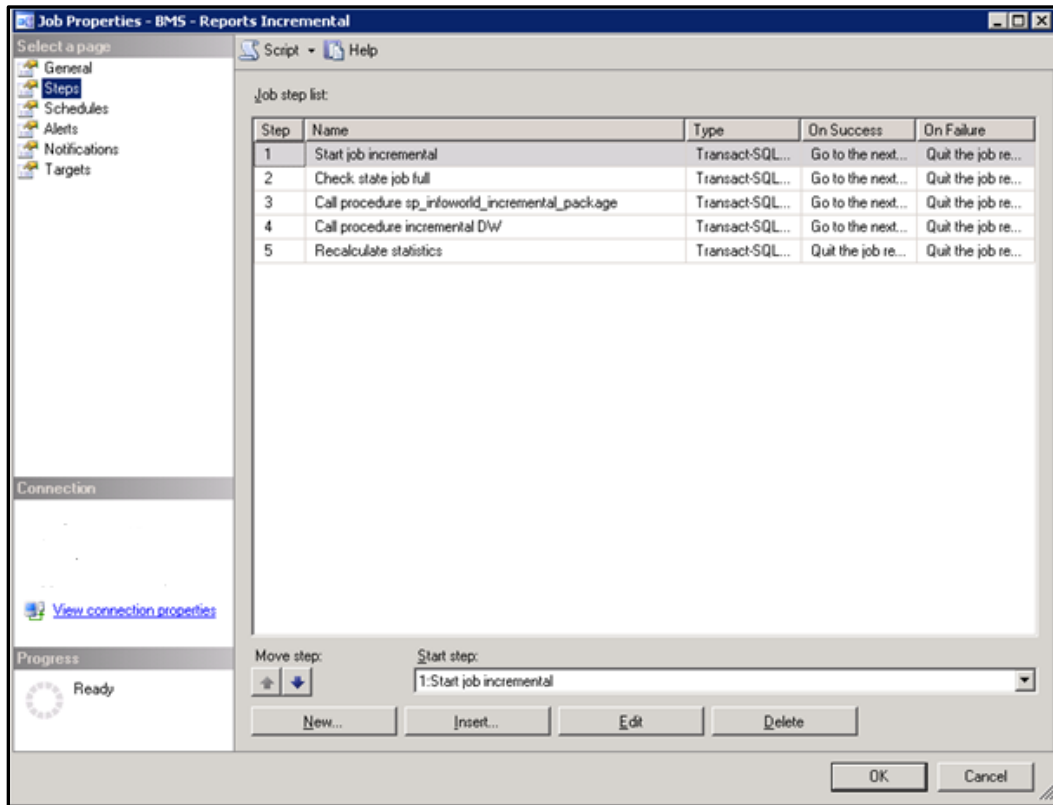 Job Properties - BMS - Reports Incremental
Select a page
General
Steps
Schedules
Alerts
Notifications
Targets
Script Help
Job step list:
Step Name Type On Success On Failure
1 Start job incremental Transact-SQL... Go to the next... Quit the job re...
2 Check state job full Transact-SQL... Go to the next... Quit the job re...
3 Call procedure sp_infoworld_incremental_package Transact-SQL... Go to the next... Quit the job re...
4 Call procedure incremental DW Transact-SQL... Go to the next... Quit the job re...
5 Recalculate statistics Transact-SQL... Quit the job re... Quit the job re...
Connection
View connection properties
Progress
Ready
Move step: Start step:
1:Start job incremental
New... Insert... Edit Delete
OK Cancel